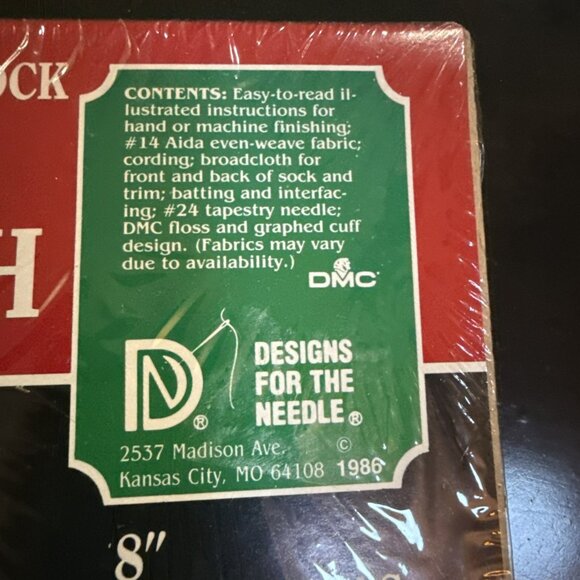 OCK
CONTENTS: Easy-to-read il-
lustrated instructions for
hand or machine finishing;
#14 Aida even-weave fabric;
cording; broadcloth for
front and back of sock and
trim; batting and interfac-
ing; #24 tapestry needle;
DMC floss and graphed cuff
design. (Fabrics may vary
due to availability.)
DMC
H
DN®
DESIGNS
FOR THE
NEEDLE®
2537 Madison Ave. ©
Kansas City, MO 64108 1986
8"